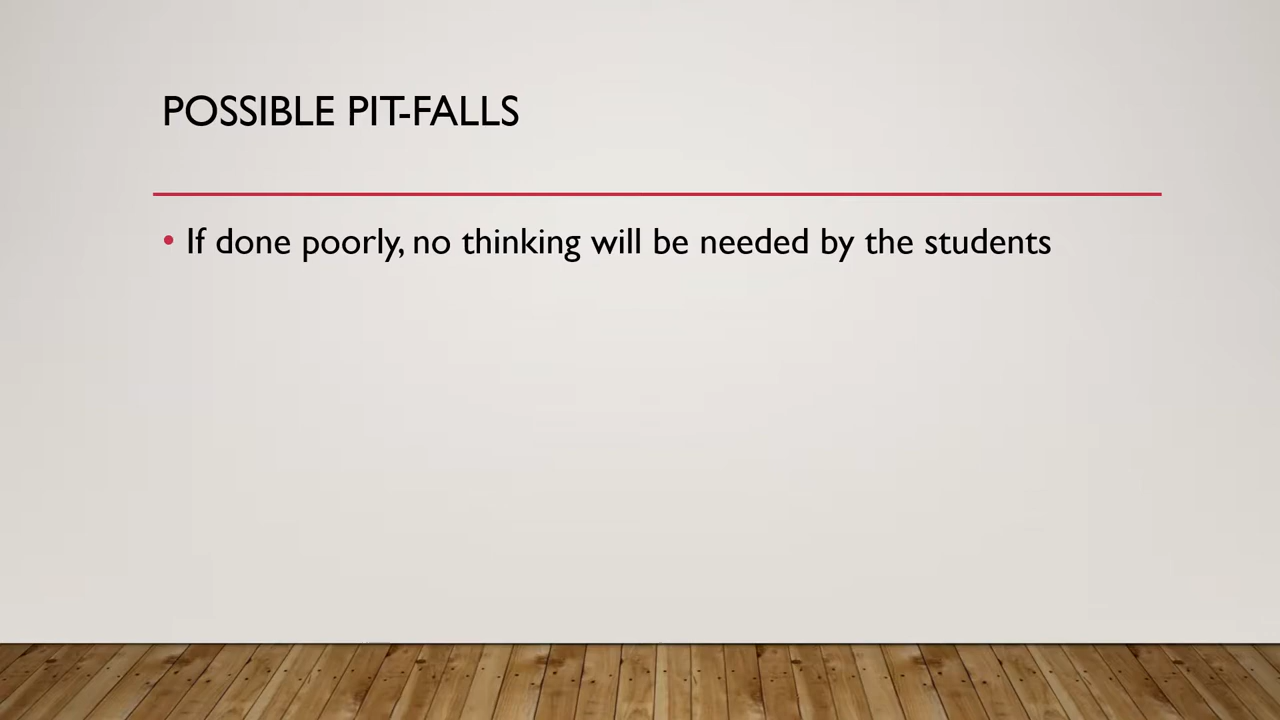 POSSIBLE PIT-FALLS
• If done poorly, no thinking will be needed by the students